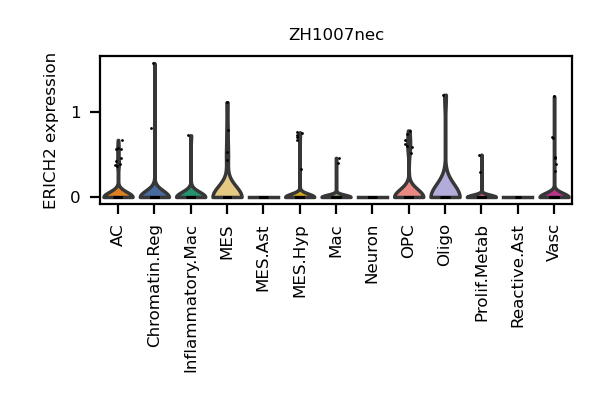 ZH1007nec
ERICH2 expression
1
0
AC
Chromatin.Reg
Inflammatory.Mac
MES
MES.Ast
MES.Hyp
Mac
Neuron
OPC
Oligo
Prolif.Metab
Reactive.Ast
Vasc